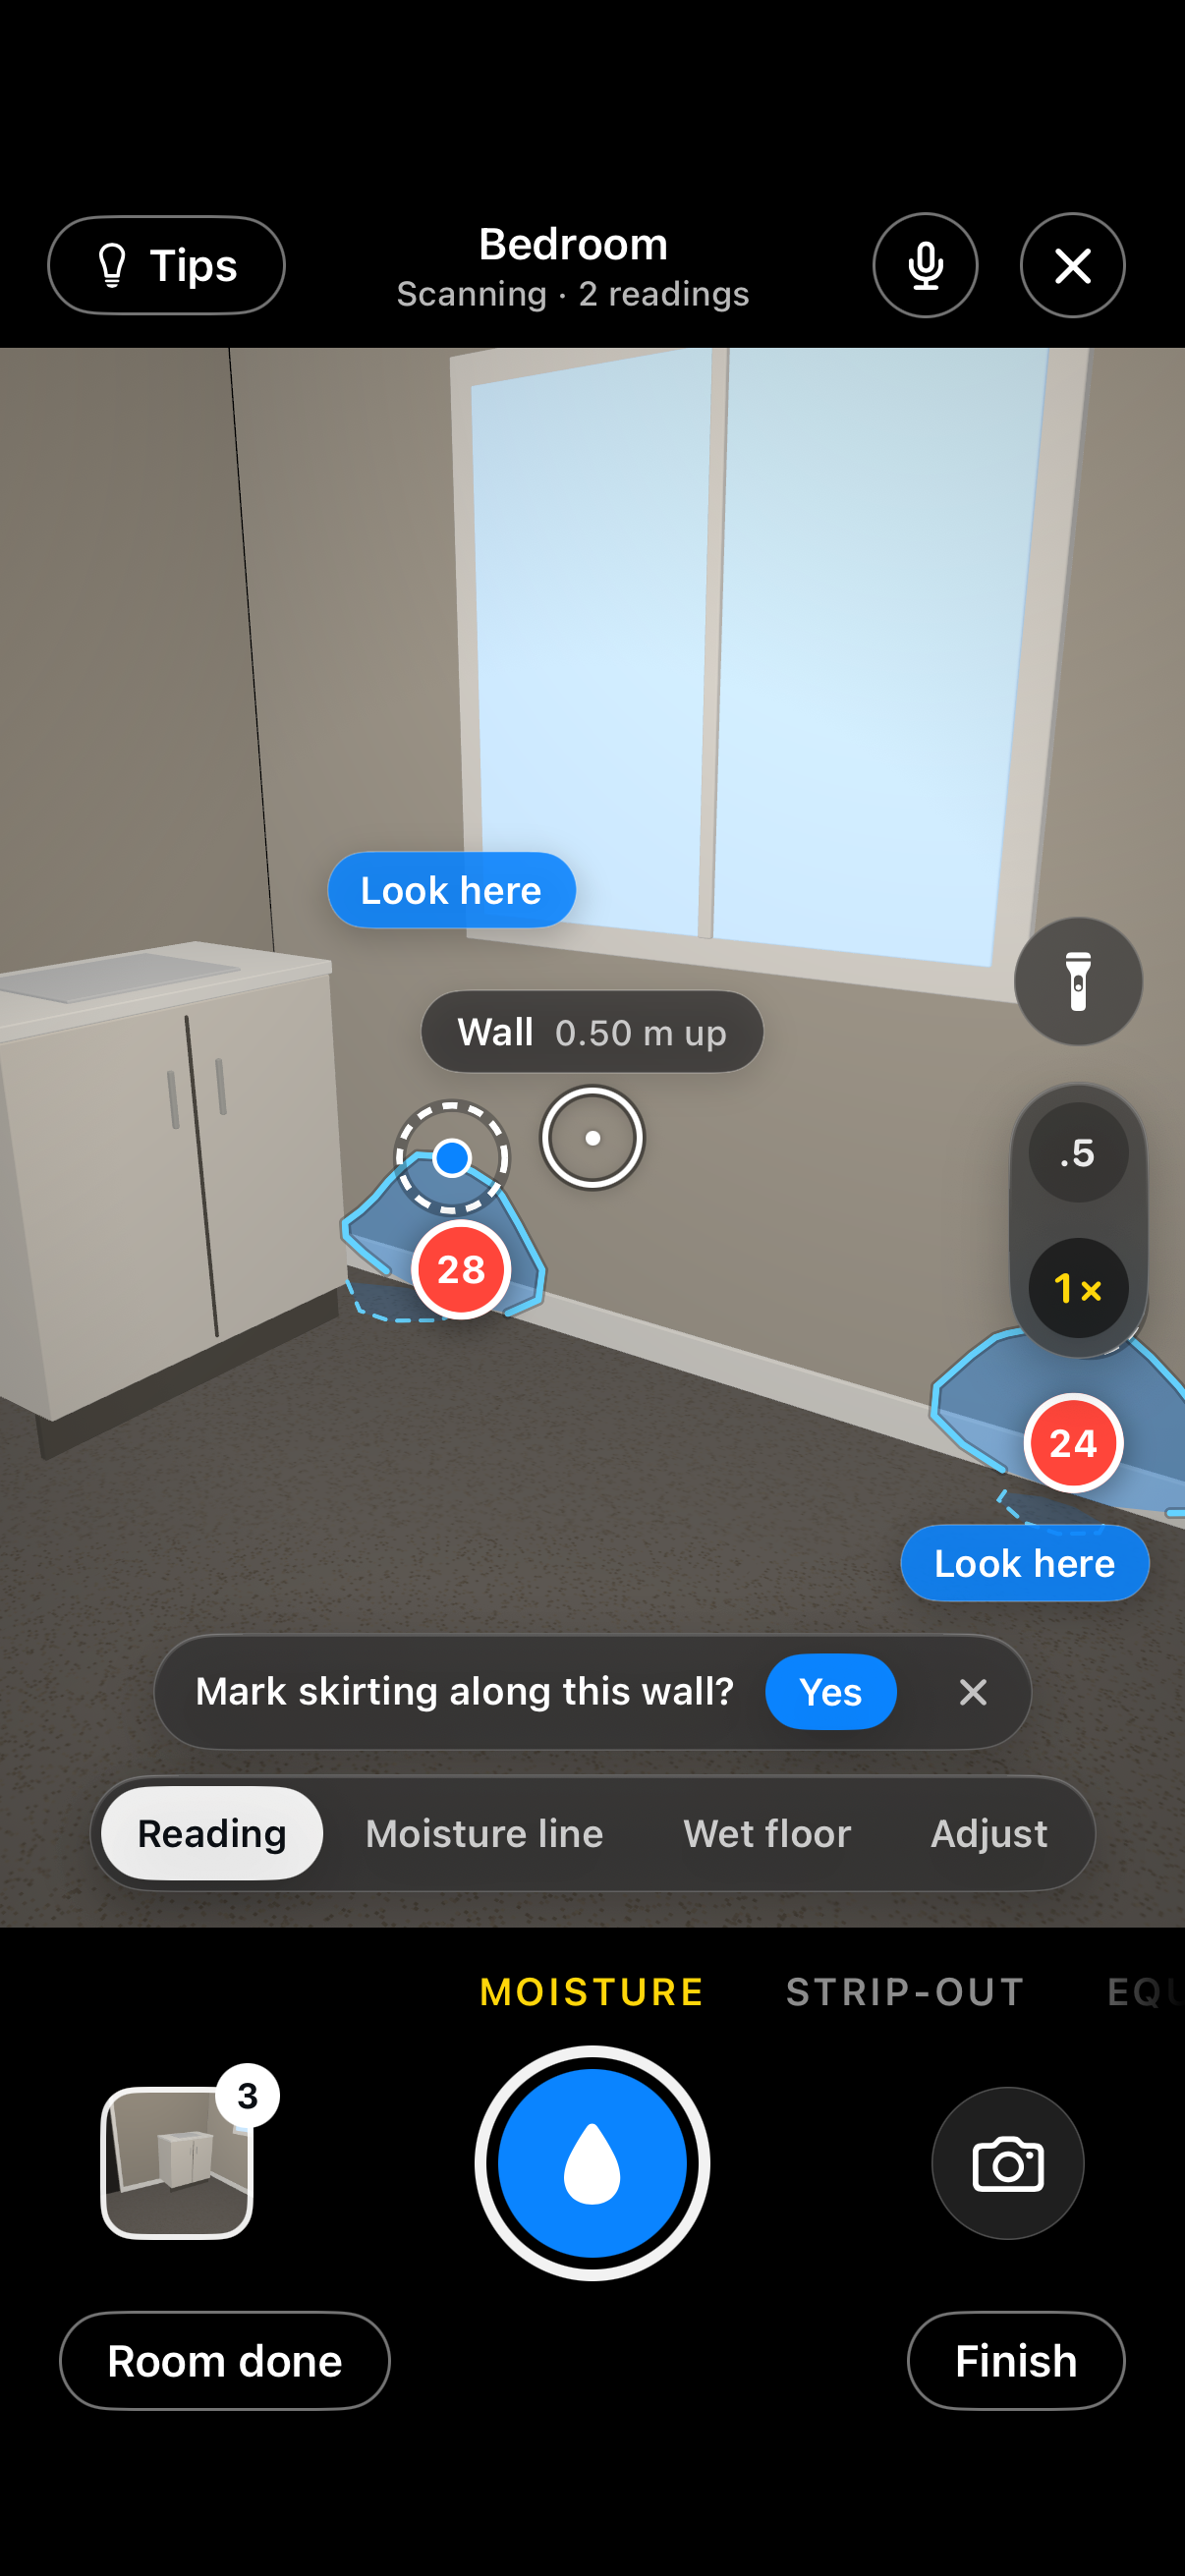 Tips
Bedroom
Scanning · 2 readings
Look here
Wall 0.50 m up
.5
28
1×
24
Look here
Mark skirting along this wall? Yes
Reading Moisture line Wet floor Adjust
MOISTURE STRIP-OUT
3
Room done Finish